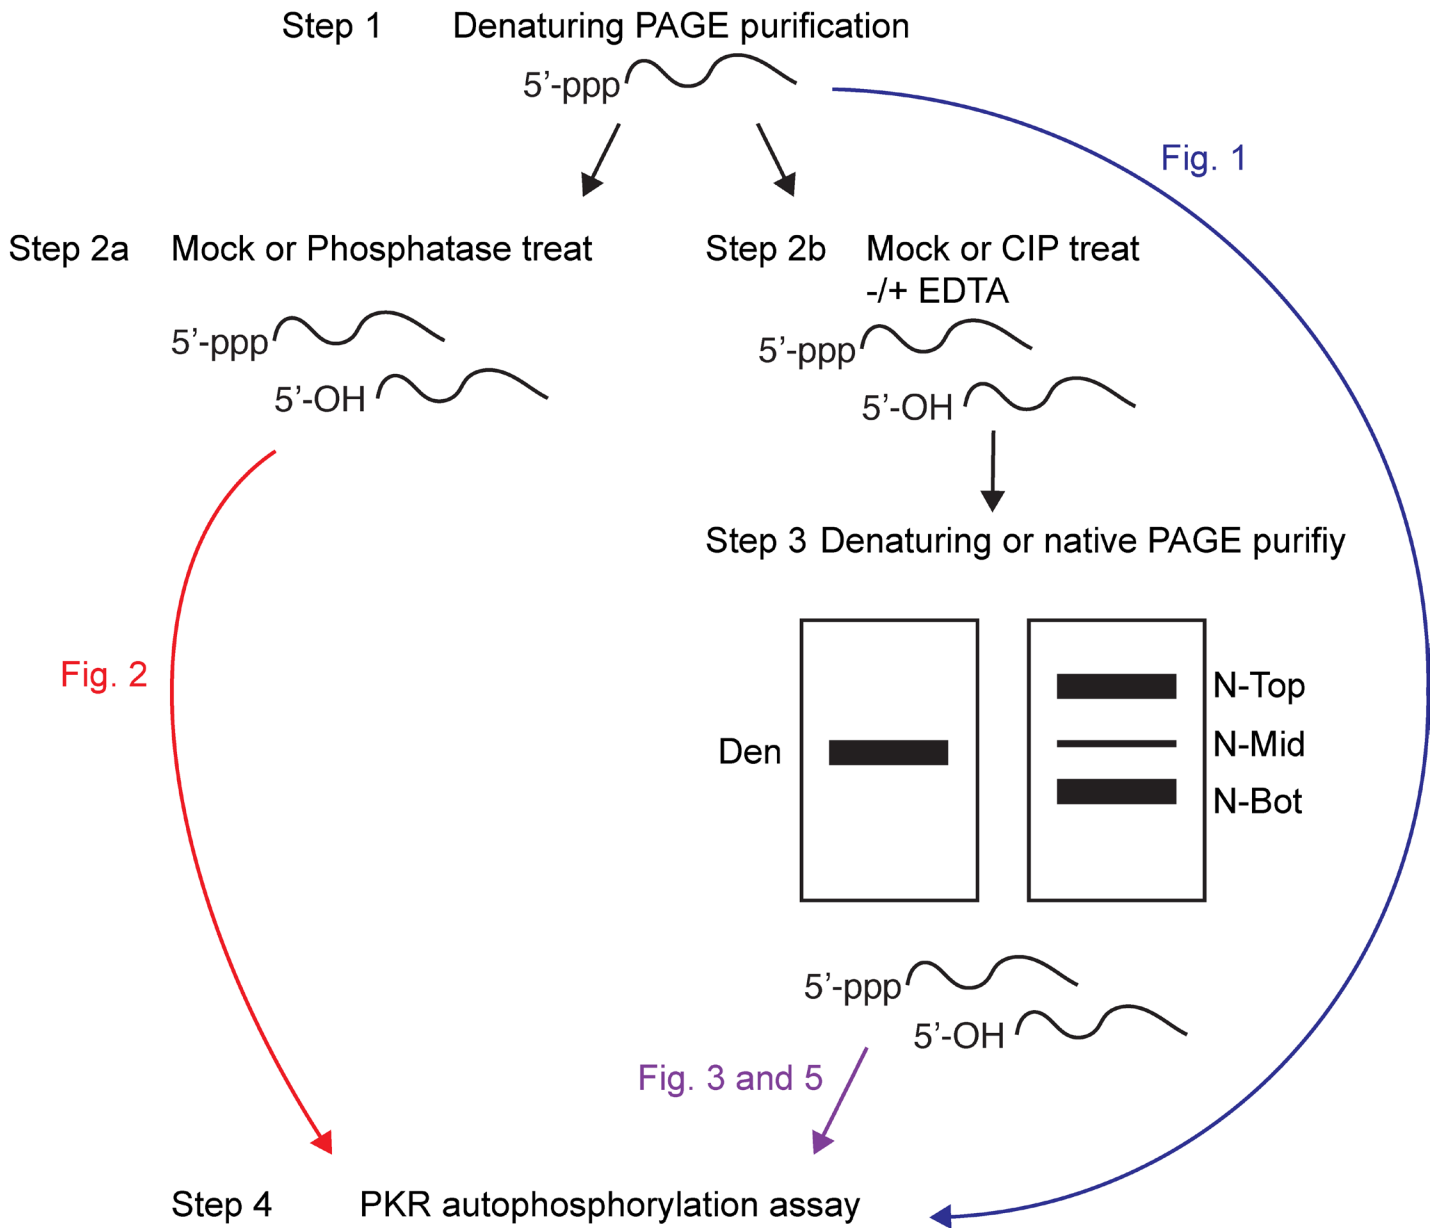 Step 1 Denaturing PAGE purification
5’-ppp
Fig. 1
Step 2a Mock or Phosphatase treat
5’-ppp
5’-OH
Step 2b Mock or CIP treat
-/+ EDTA
5’-ppp
5’-OH
Step 3 Denaturing or native PAGE purifiy
Fig. 2
Den
N-Top
N-Mid
N-Bot
5’-ppp
5’-OH
Fig. 3 and 5
Step 4 PKR autophosphorylation assay